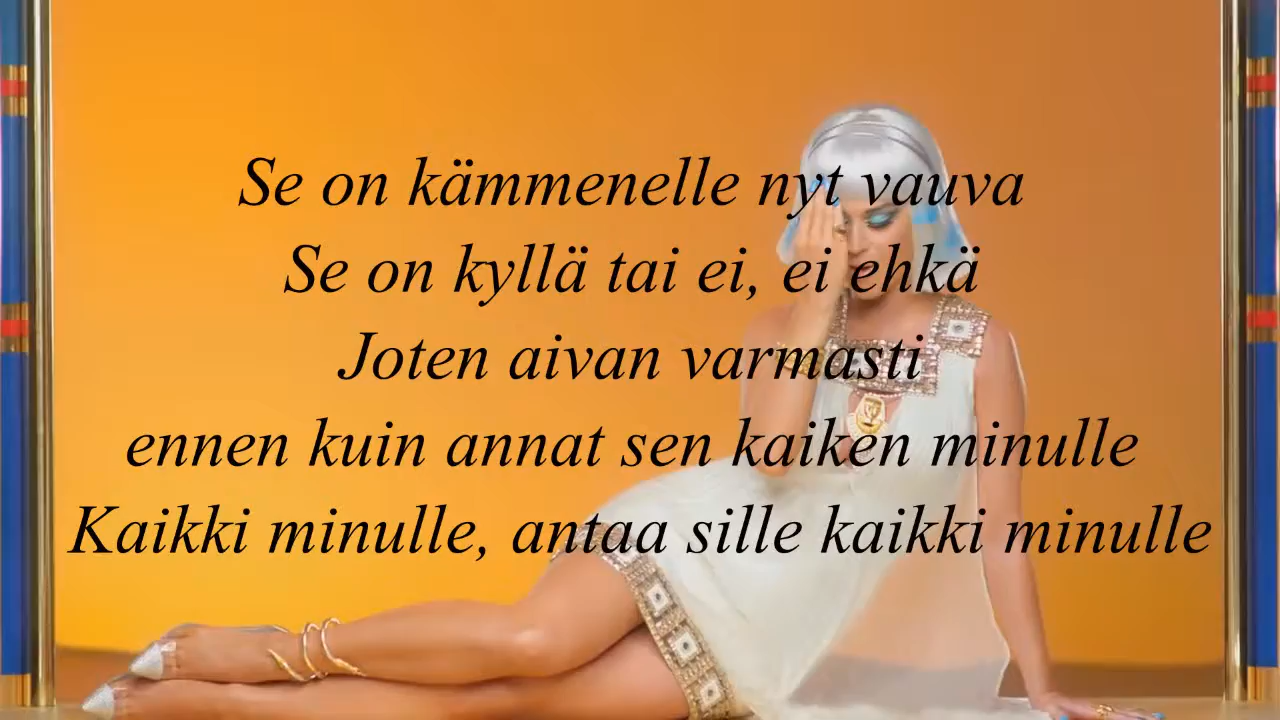 Se on kämmenelle nyt vauva
Se on kyllä tai ei, ei ehkä
Joten aivan varmasti
ennen kuin annat sen kaiken minulle
Kaikki minulle, antaa sille kaikki minulle